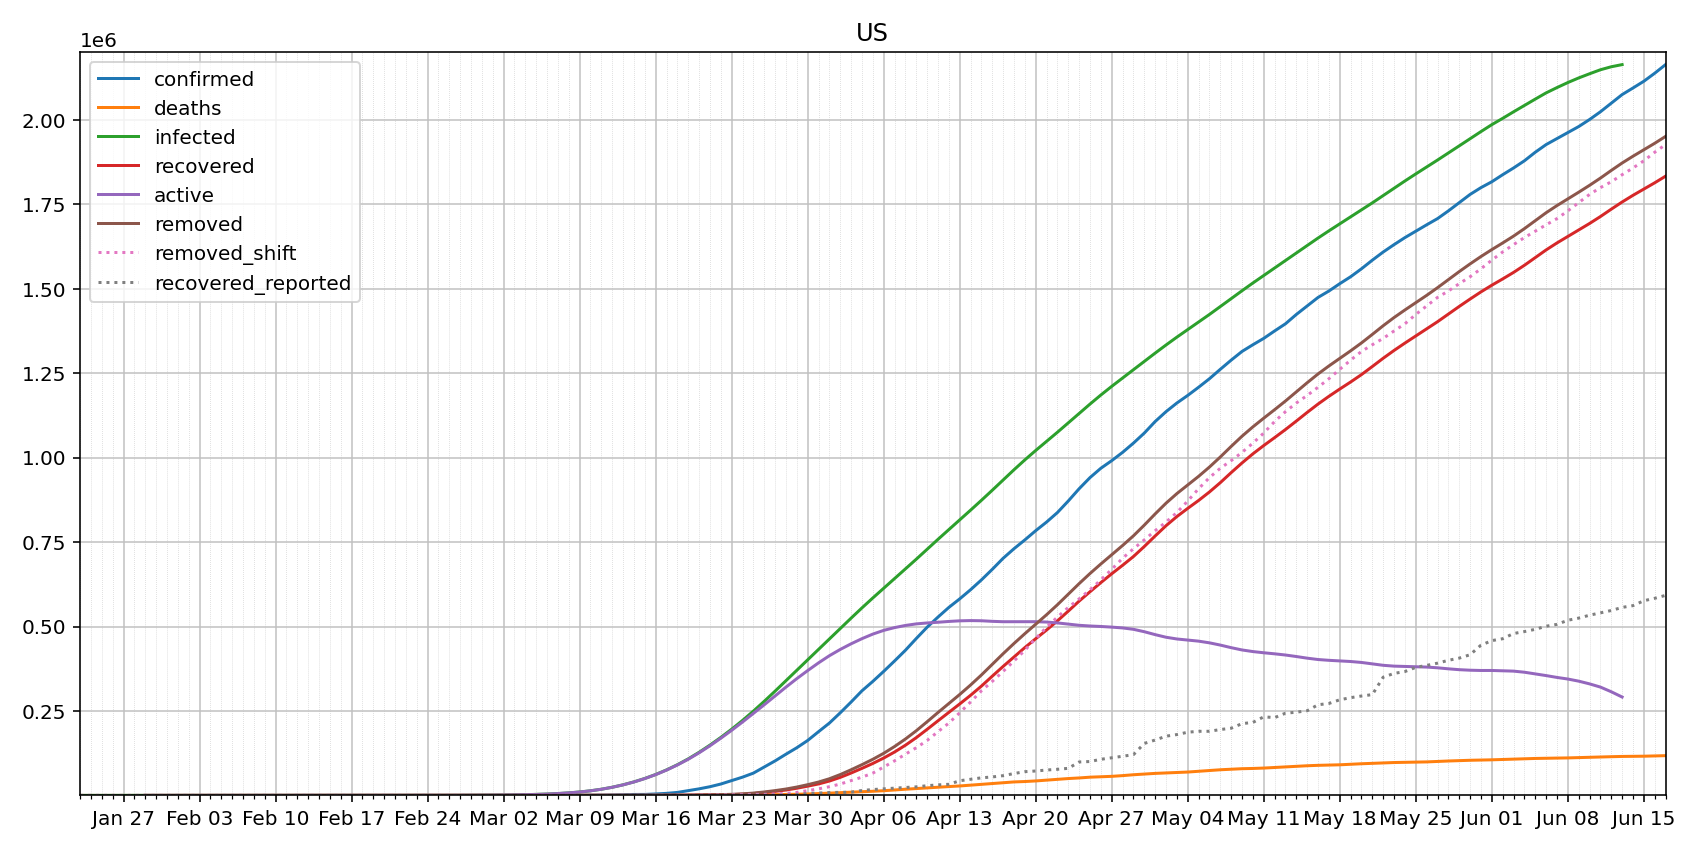 US
1e6
confirmed
deaths
infected
recovered
active
removed
removed_shift
recovered_reported
2.00
1.75
1.50
1.25
1.00
0.75
0.50
0.25
Jan 27 Feb 03 Feb 10 Feb 17 Feb 24 Mar 02 Mar 09 Mar 16 Mar 23 Mar 30 Apr 06 Apr 13 Apr 20 Apr 27 May 04 May 11 May 18 May 25 Jun 01 Jun 08 Jun 15